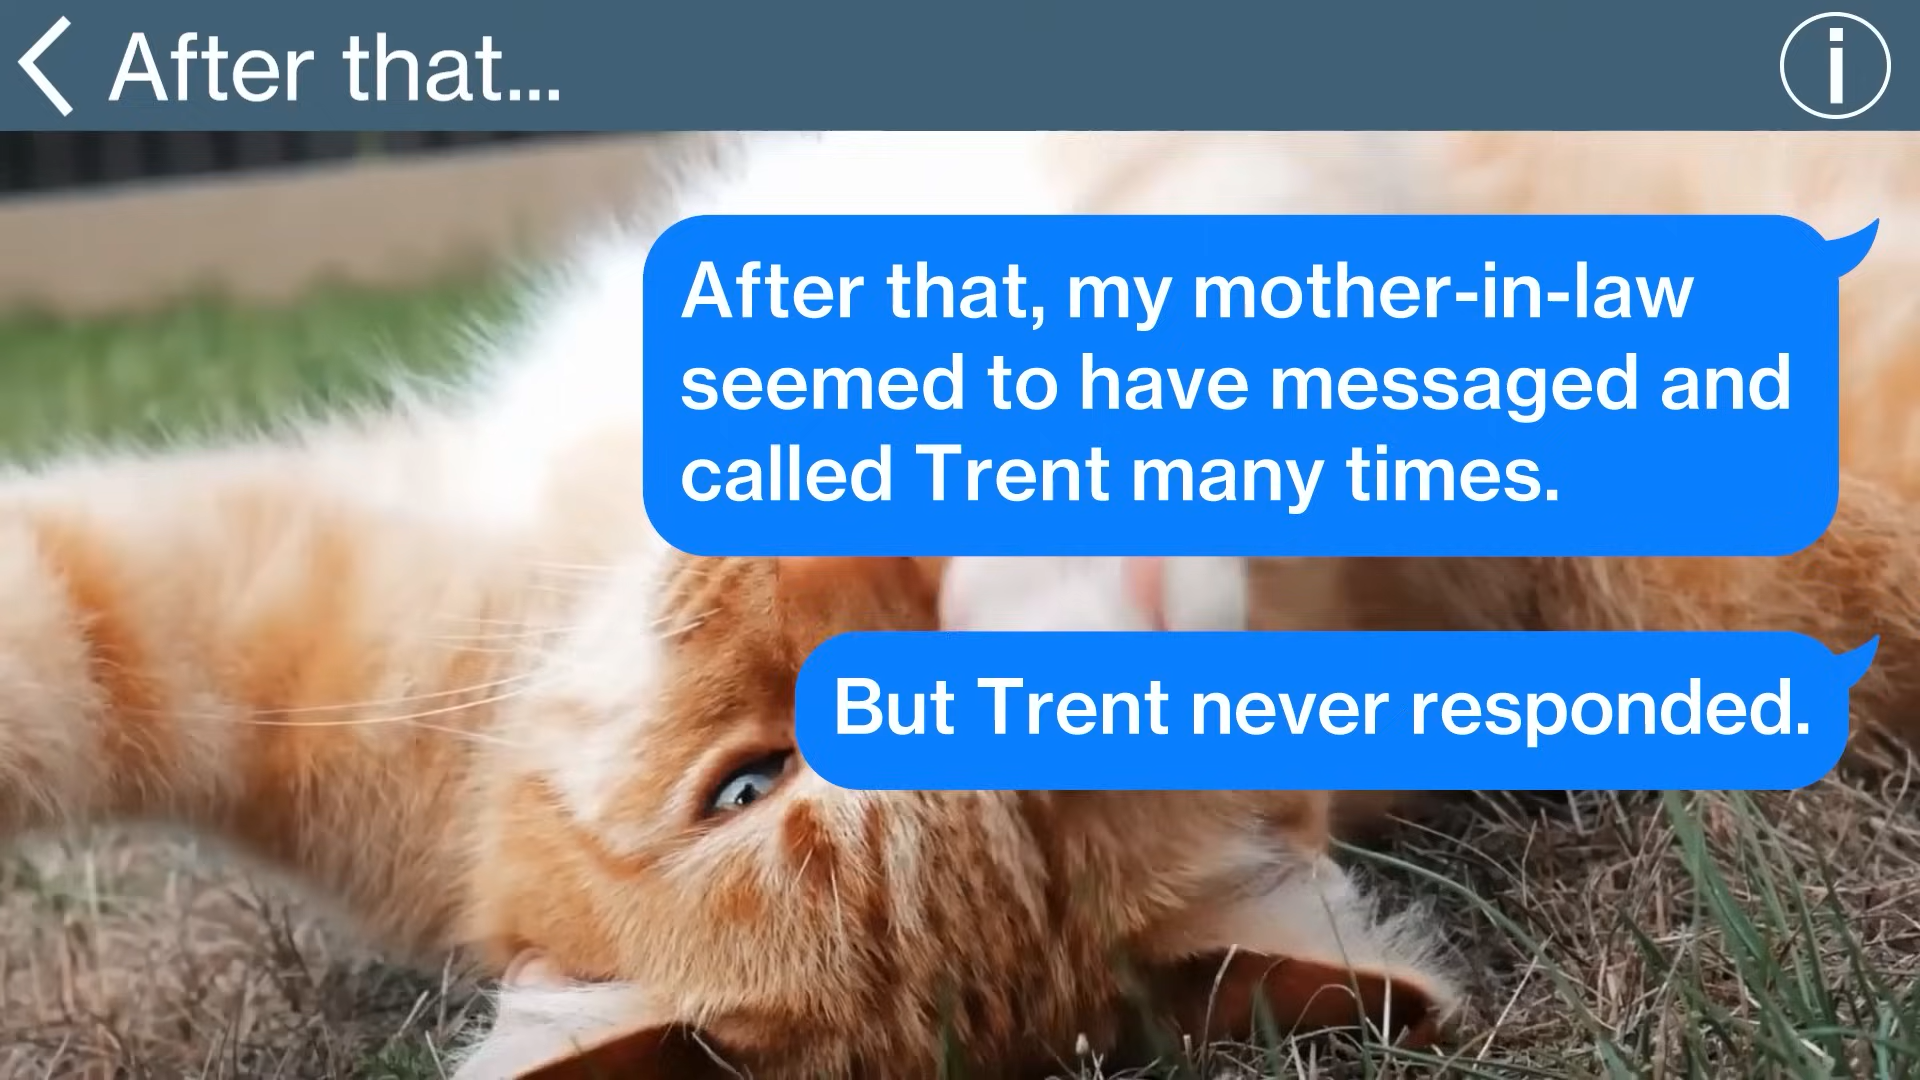 After that...
i
After that, my mother-in-law
seemed to have messaged and
called Trent many times.
But Trent never responded.